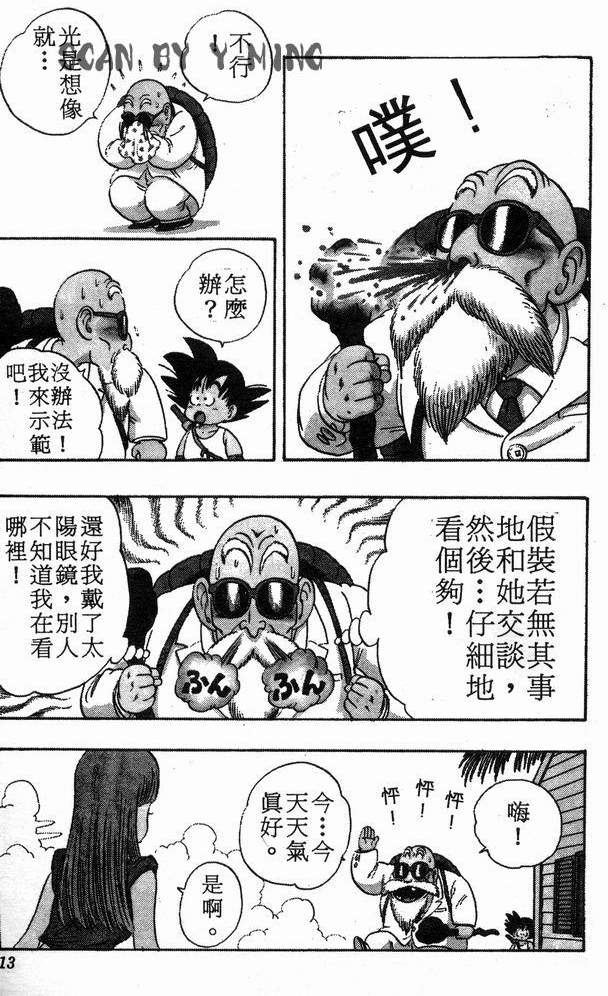 SCAN BY Y MING
噗！
不行
！
光是想像
就…
怎麼
辦？
沒辦法！
我來示範
吧！
假裝若無其事
地和她交談，
然後…仔細地
看個夠！
ふん
ふん
還好我戴了太
陽眼鏡，別人
不知道我在看
哪裡！
嗨！
怦！
怦！
怦！
今…今
天天氣
眞好。
是啊。
13